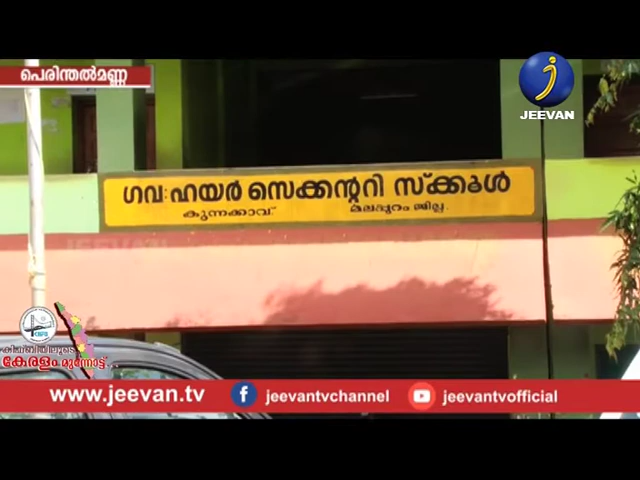 പെരിന്തൽമണ്ണ
JEEVAN
ഗവ:ഹയർ സെക്കന്ററി സ്ക്കൂൾ
കുന്നക്കാവ്. മലപ്പുറം ജില്ല.
കിഫ്ബിയിലൂടെ
കേരളം മുന്നോട്ട്...
www.jeevan.tv jeevantvchannel jeevantvofficial